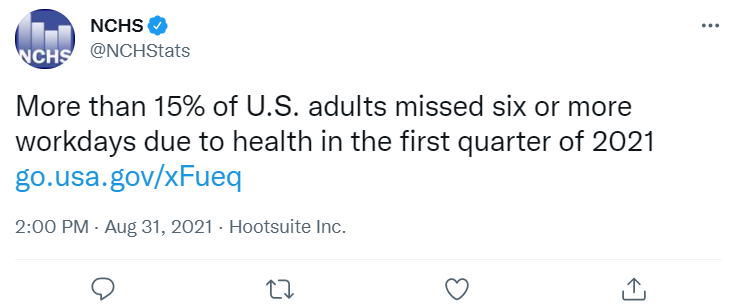 NCHS
NCHS
@NCHStats
More than 15% of U.S. adults missed six or more
workdays due to health in the first quarter of 2021
go.usa.gov/xFueq
2:00 PM · Aug 31, 2021 · Hootsuite Inc.